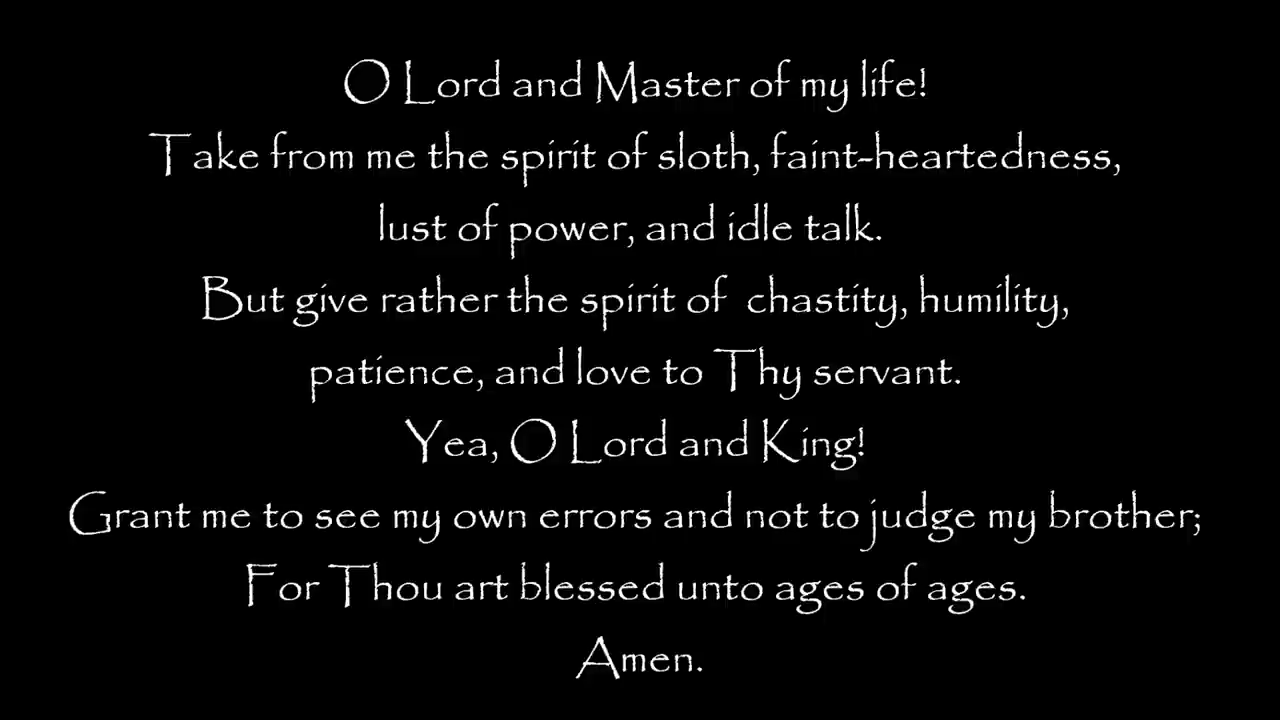 O Lord and Master of my life!
Take from me the spirit of sloth, faint-heartedness,
lust of power, and idle talk.
But give rather the spirit of chastity, humility,
patience, and love to Thy servant.
Yea, O Lord and King!
Grant me to see my own errors and not to judge my brother;
For Thou art blessed unto ages of ages.
Amen.